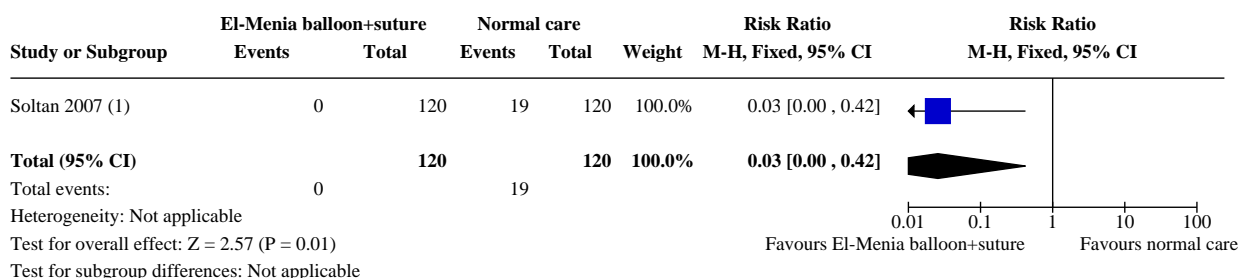 El-Menia balloon+suture Normal care Risk Ratio Risk Ratio
Study or Subgroup Events Total Events Total Weight M-H, Fixed, 95% CI M-H, Fixed, 95% CI
Soltan 2007 (1) 0 120 19 120 100.0% 0.03 [0.00 , 0.42]
Total (95% CI) 120 120 100.0% 0.03 [0.00 , 0.42]
Total events: 0 19
Heterogeneity: Not applicable
0.01 0.1 1 10 100
Test for overall effect: Z = 2.57 (P = 0.01) Favours El-Menia balloon+suture Favours normal care
Test for subgroup differences: Not applicable